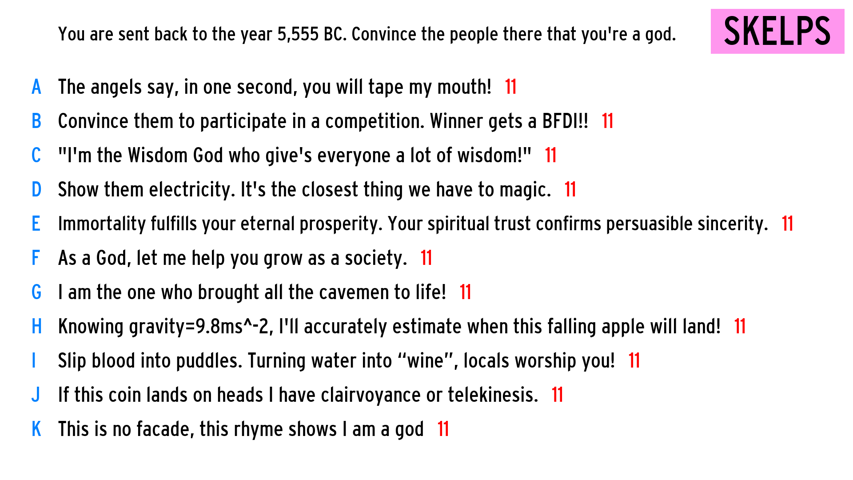 You are sent back to the year 5,555 BC. Convince the people there that you're a god.
SKELPS
A The angels say, in one second, you will tape my mouth! 11
B Convince them to participate in a competition. Winner gets a BFDI!! 11
C "I'm the Wisdom God who give's everyone a lot of wisdom!" 11
D Show them electricity. It's the closest thing we have to magic. 11
E Immortality fulfills your eternal prosperity. Your spiritual trust confirms persuasible sincerity. 11
F As a God, let me help you grow as a society. 11
G I am the one who brought all the cavemen to life! 11
H Knowing gravity=9.8ms^-2, I'll accurately estimate when this falling apple will land! 11
I Slip blood into puddles. Turning water into “wine”, locals worship you! 11
J If this coin lands on heads I have clairvoyance or telekinesis. 11
K This is no facade, this rhyme shows I am a god 11